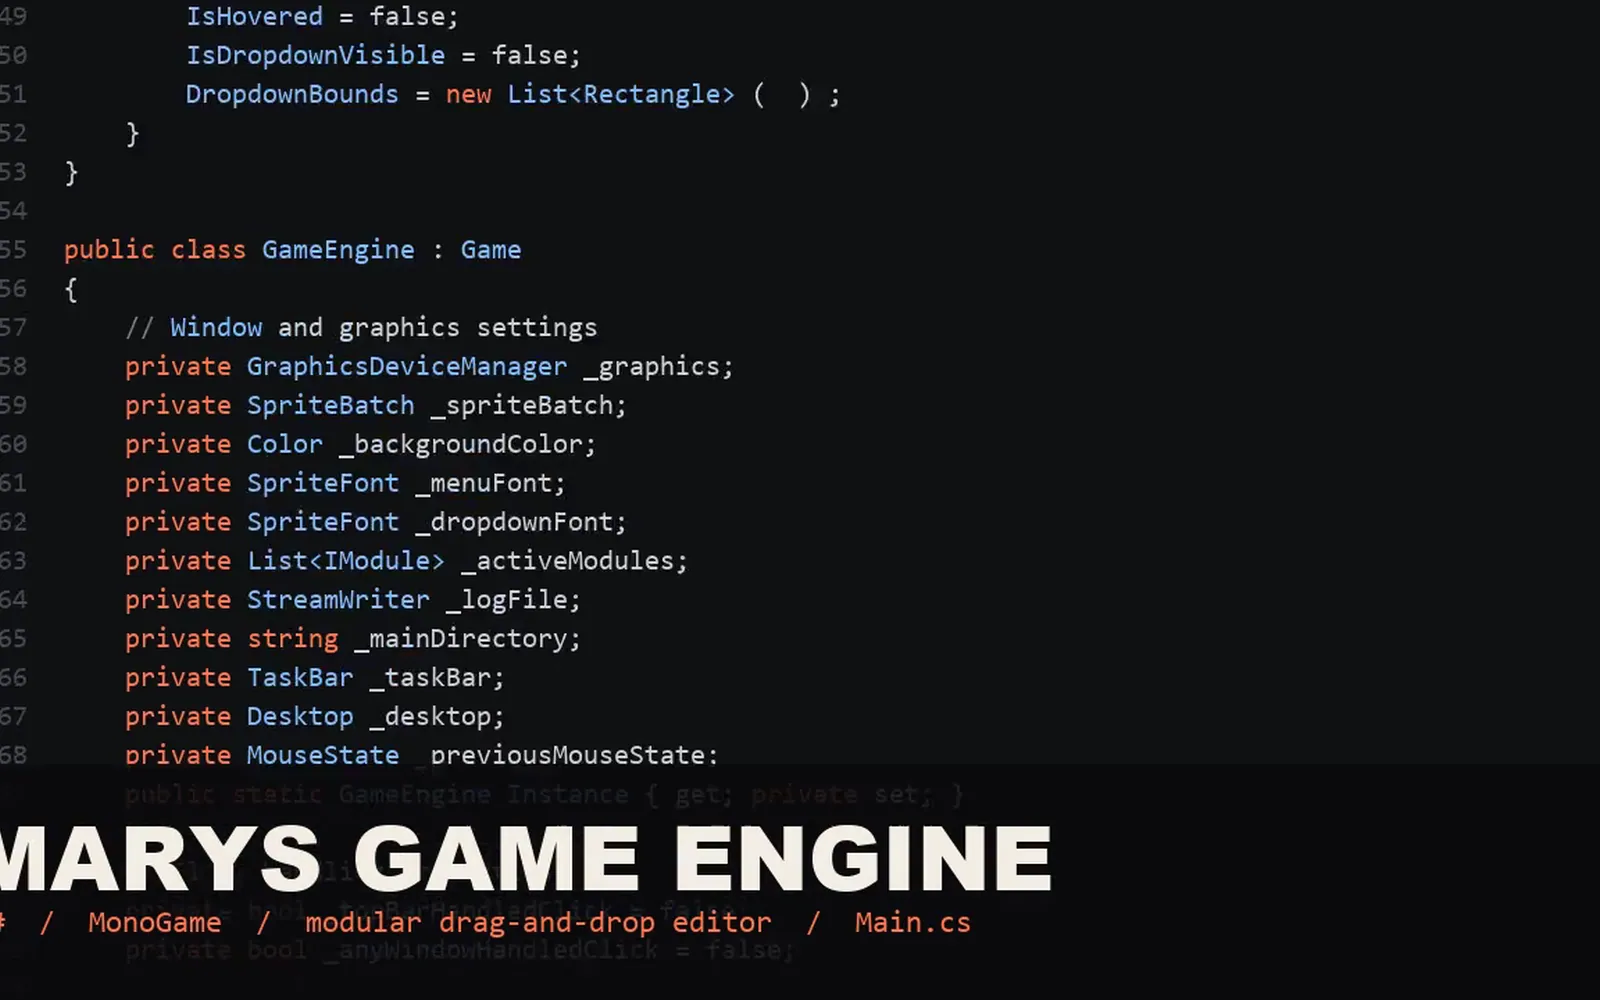 49 IsHovered = false;
50 IsDropdownVisible = false;
51 DropdownBounds = new List<Rectangle> (  ) ;
52 }
53 }
54
55 public class GameEngine : Game
56 {
57 // Window and graphics settings
58 private GraphicsDeviceManager _graphics;
59 private SpriteBatch _spriteBatch;
60 private Color _backgroundColor;
61 private SpriteFont _menuFont;
62 private SpriteFont _dropdownFont;
63 private List<IModule> _activeModules;
64 private StreamWriter _logFile;
65 private string _mainDirectory;
66 private TaskBar _taskBar;
67 private Desktop _desktop;
68 private MouseState _previousMouseState;
public static GameEngine Instance { get; private set; }
MARYS GAME ENGINE
# / MonoGame / modular drag-and-drop editor / Main.cs
private bool _anyWindowHandledClick = false;